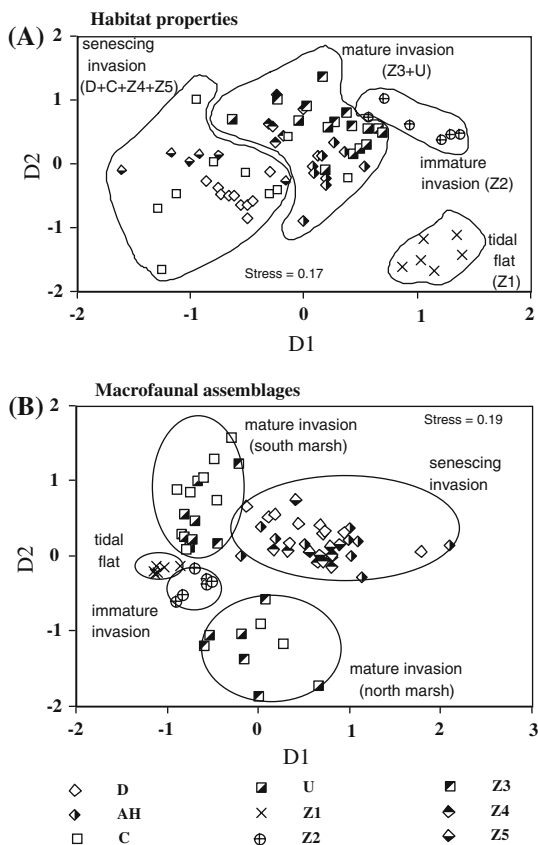 Habitat properties
(A)
senescing
invasion
(D+C+Z4+Z5)
mature invasion
(Z3+U)
immature
invasion (Z2)
tidal
flat
(Z1)
Stress = 0.17
2
1
0
-1
-2
D2
-2
-1
0
1
2
D1
Macrofaunal assemblages
(B)
mature invasion
(south marsh)
Stress = 0.19
senescing
invasion
tidal
flat
immature
invasion
mature invasion
(north marsh)
2
1
0
-1
-2
D2
-2
-1
0
1
2
3
D1
D U Z3
AH Z1 Z4
C Z2 Z5